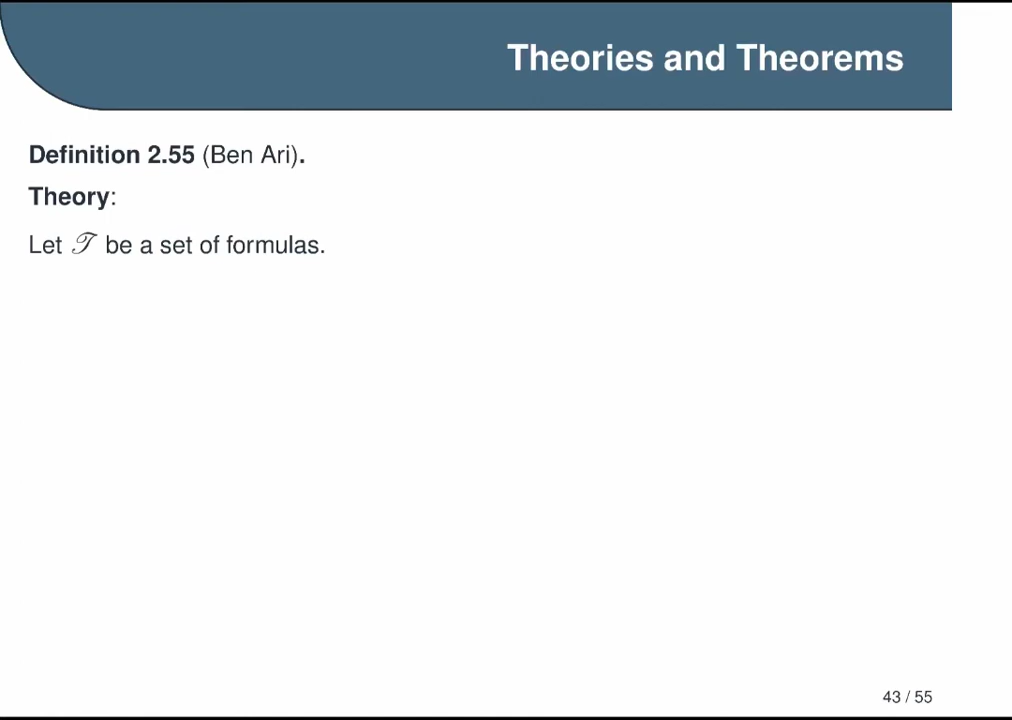 Theories and Theorems
Definition 2.55 (Ben Ari).
Theory:
Let 𝒯 be a set of formulas.
43 / 55